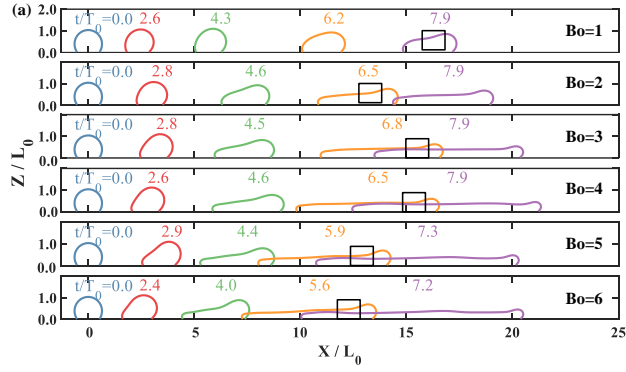 (a)
2.0
1.0
0.0
t/T₀=0.0 2.6 4.3 6.2 7.9 Bo=1
1.0
0.0
t/T₀=0.0 2.8 4.6 6.5 7.9 Bo=2
1.0
0.0
t/T₀=0.0 2.8 4.5 6.8 7.9 Bo=3
1.0
0.0
t/T₀=0.0 2.6 4.6 6.5 7.9 Bo=4
1.0
0.0
t/T₀=0.0 2.9 4.4 5.9 7.3 Bo=5
1.0
0.0
t/T₀=0.0 2.4 4.0 5.6 7.2 Bo=6
Z / L₀
0 5 10 15 20 25
X / L₀